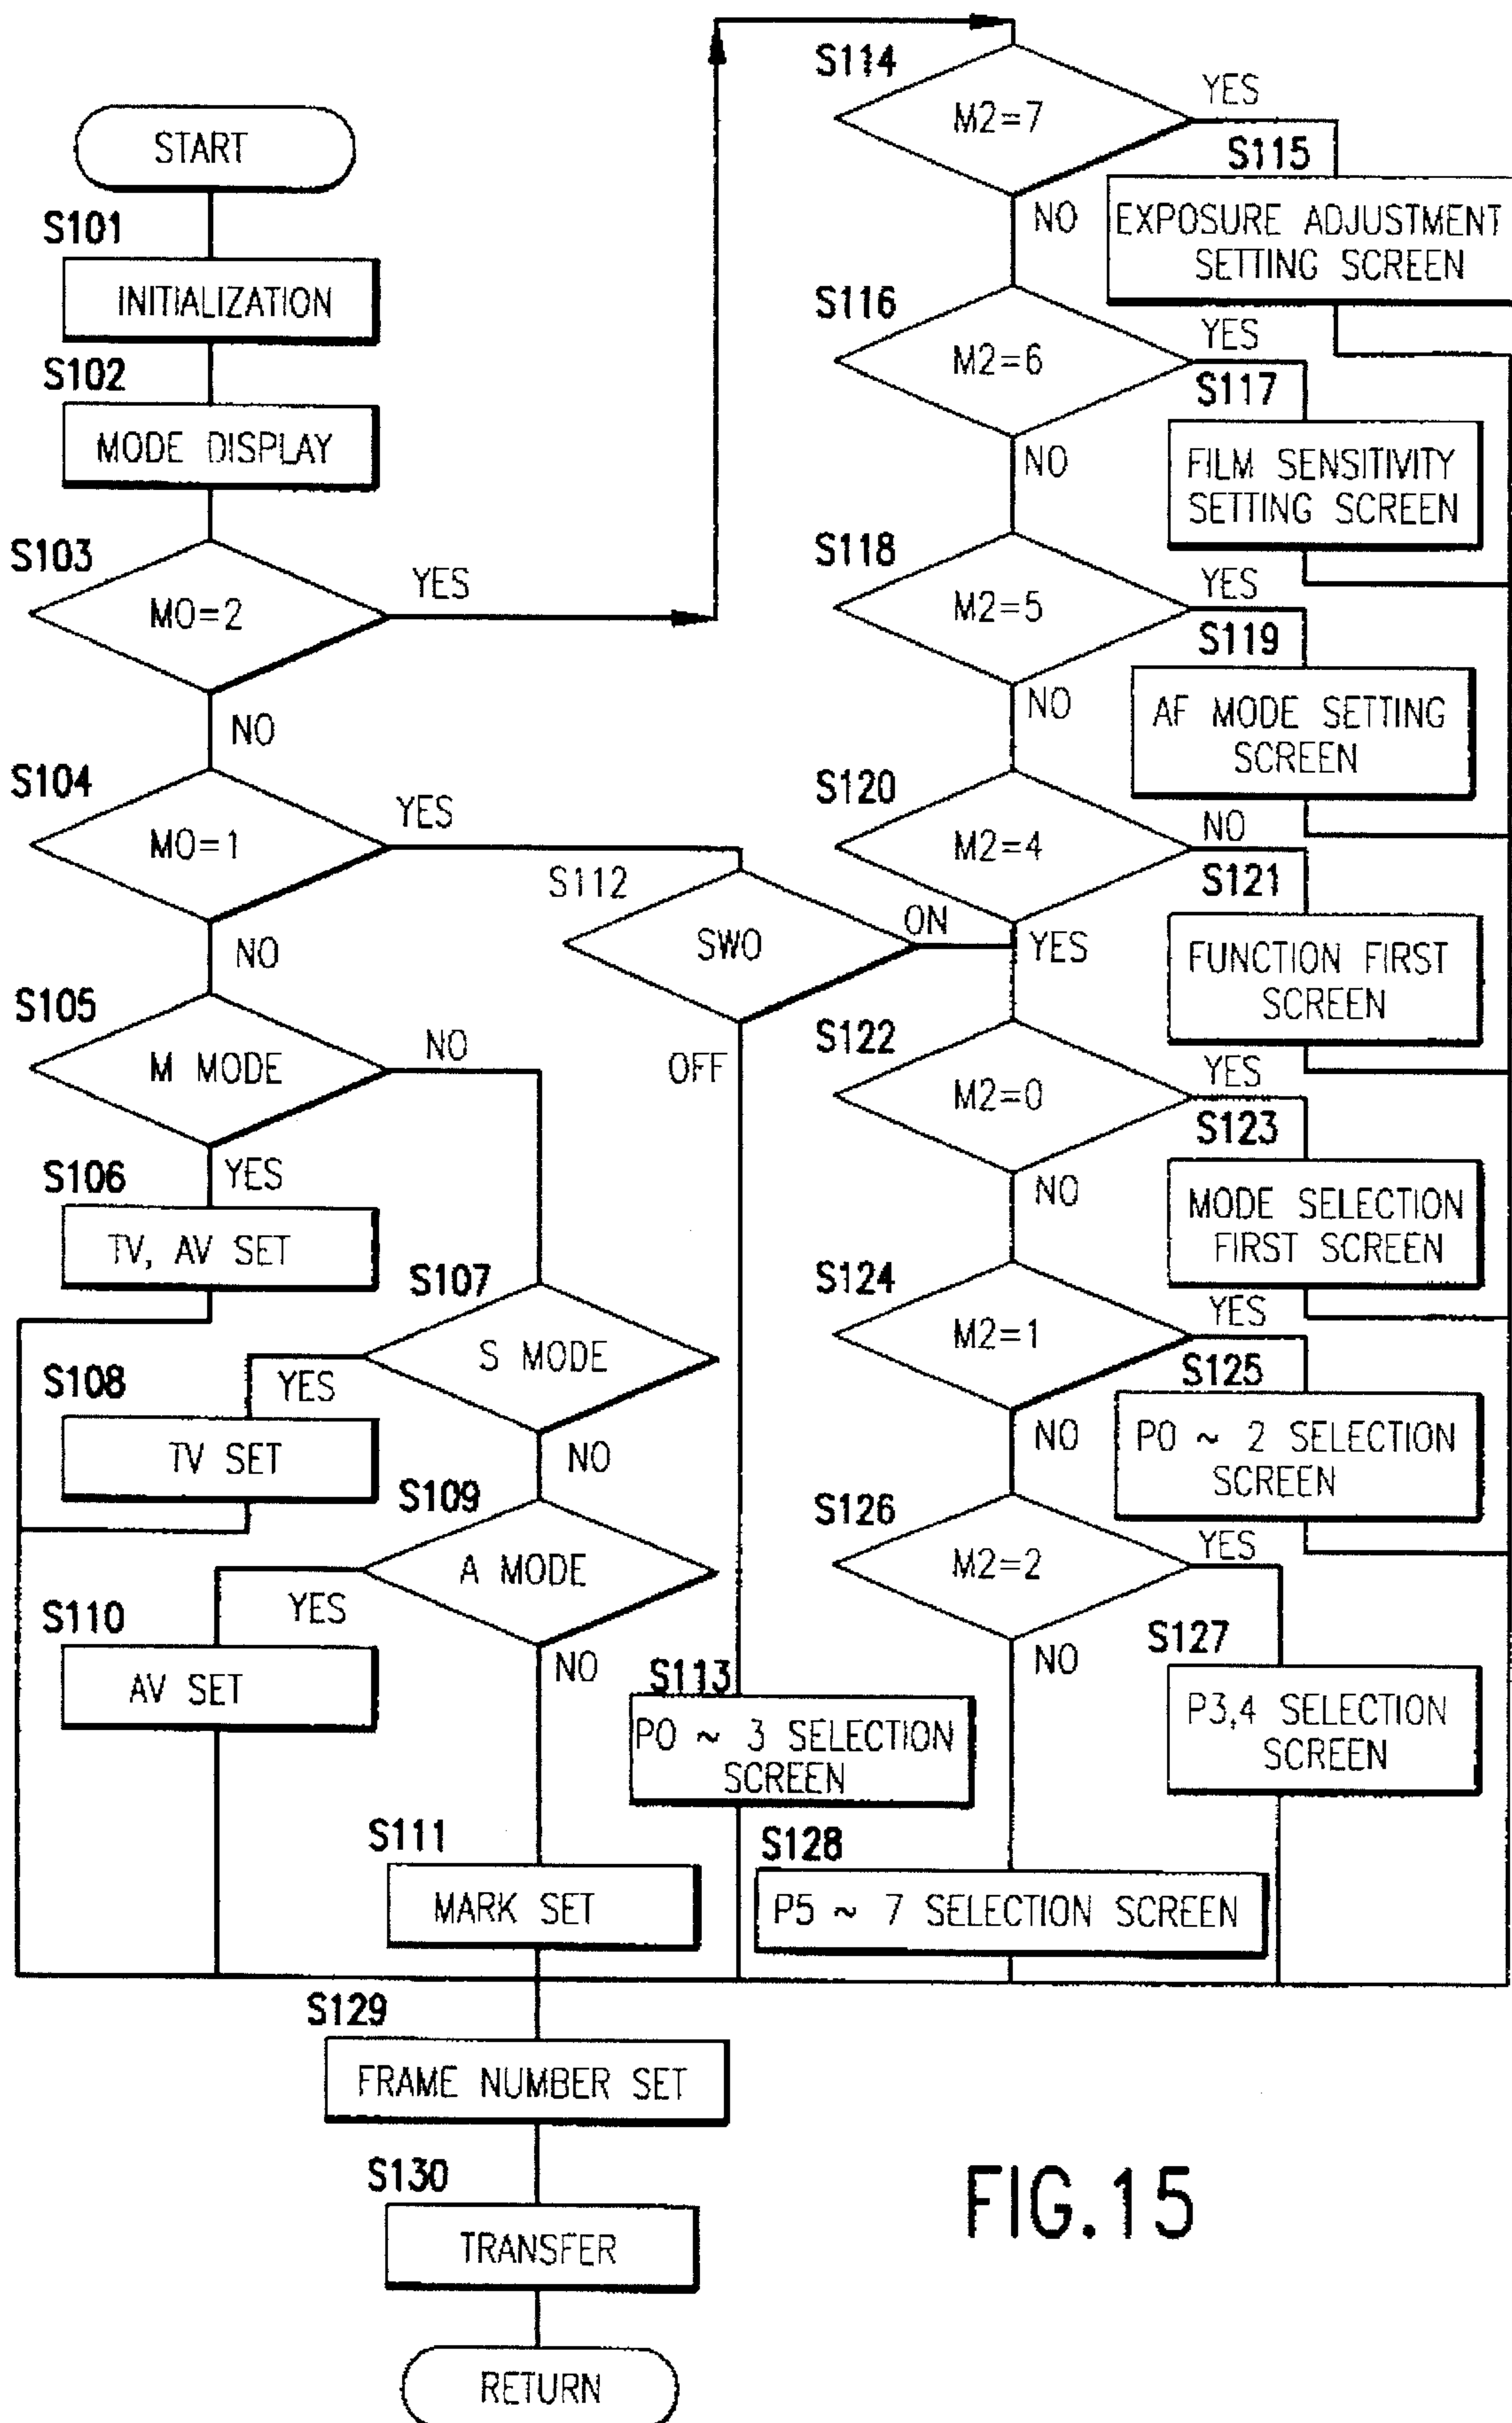 START
S101
INITIALIZATION
S102
MODE DISPLAY
S103
M0=2
YES
NO
S104
M0=1
YES
NO
S105
M MODE
NO
YES
S106
TV, AV SET
S107
S MODE
YES
NO
S108
TV SET
S109
A MODE
YES
NO
S110
AV SET
S111
MARK SET
S112
SW0
ON
OFF
S113
P0 ~ 3 SELECTION
SCREEN
S114
M2=7
YES
NO
S115
EXPOSURE ADJUSTMENT
SETTING SCREEN
S116
M2=6
YES
NO
S117
FILM SENSITIVITY
SETTING SCREEN
S118
M2=5
YES
NO
S119
AF MODE SETTING
SCREEN
S120
M2=4
NO
YES
S121
FUNCTION FIRST
SCREEN
S122
M2=0
YES
NO
S123
MODE SELECTION
FIRST SCREEN
S124
M2=1
YES
NO
S125
P0 ~ 2 SELECTION
SCREEN
S126
M2=2
YES
NO
S127
P3,4 SELECTION
SCREEN
S128
P5 ~ 7 SELECTION SCREEN
S129
FRAME NUMBER SET
S130
TRANSFER
RETURN
FIG.15